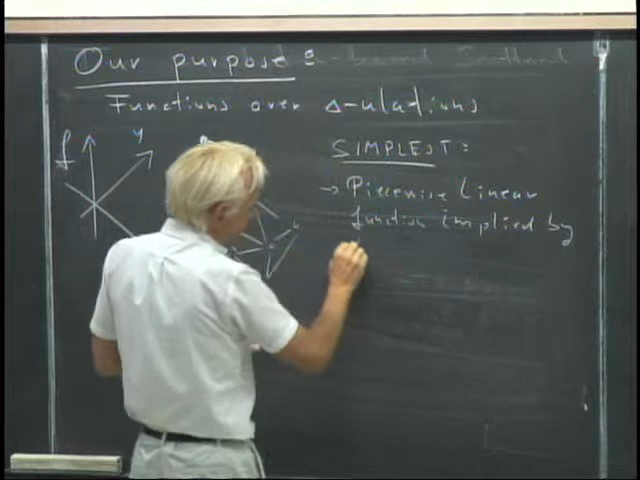 Our purpose :
Functions over Δ-ulations
f
y
SIMPLEST :
→ Piecewise Linear
function implied by